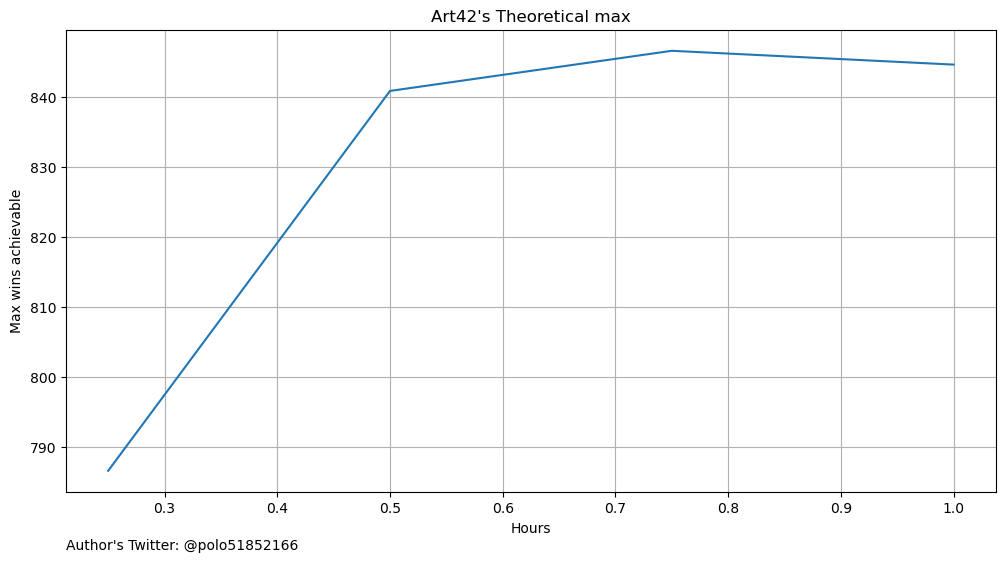 Art42's Theoretical max
Max wins achievable
840
830
820
810
800
790
0.3 0.4 0.5 0.6 0.7 0.8 0.9 1.0
Hours
Author's Twitter: @polo51852166